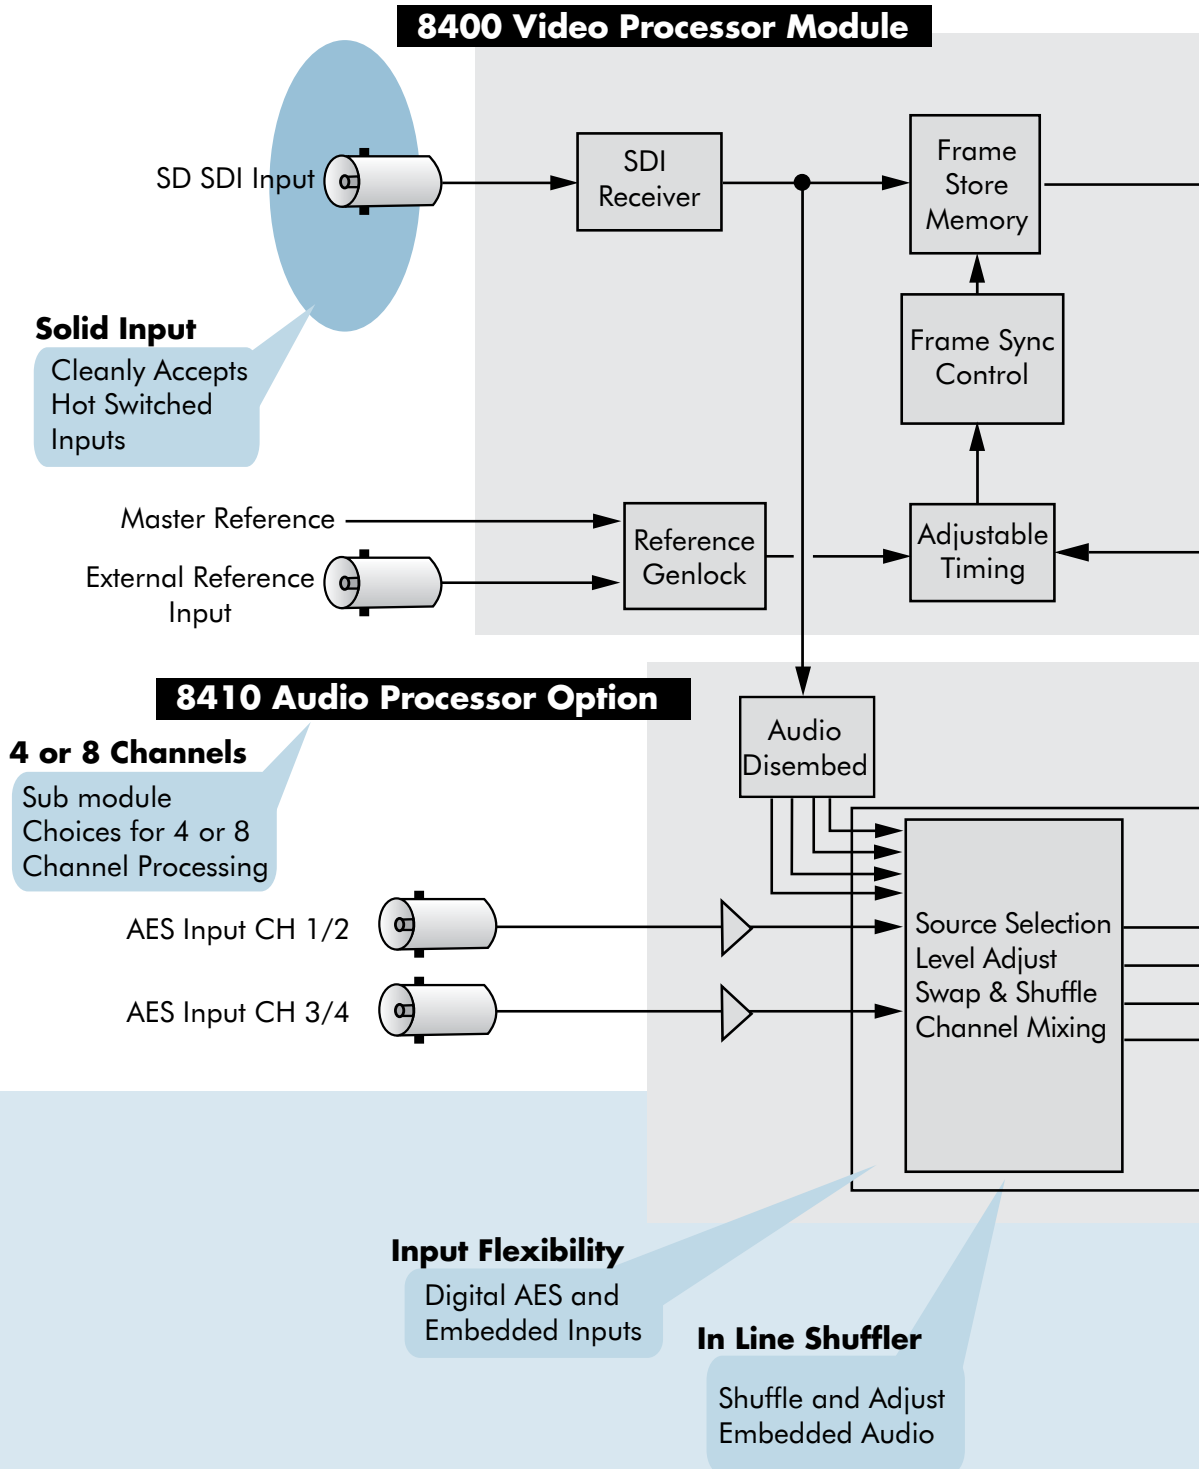 8400 Video Processor Module
SD SDI Input
SDI
Receiver
Frame
Store
Memory
Solid Input
Cleanly Accepts
Hot Switched
Inputs
Frame Sync
Control
Master Reference
External Reference
Input
Reference
Genlock
Adjustable
Timing
8410 Audio Processor Option
4 or 8 Channels
Sub module
Choices for 4 or 8
Channel Processing
Audio
Disembed
AES Input CH 1/2
AES Input CH 3/4
Source Selection
Level Adjust
Swap & Shuffle
Channel Mixing
Input Flexibility
Digital AES and
Embedded Inputs
In Line Shuffler
Shuffle and Adjust
Embedded Audio